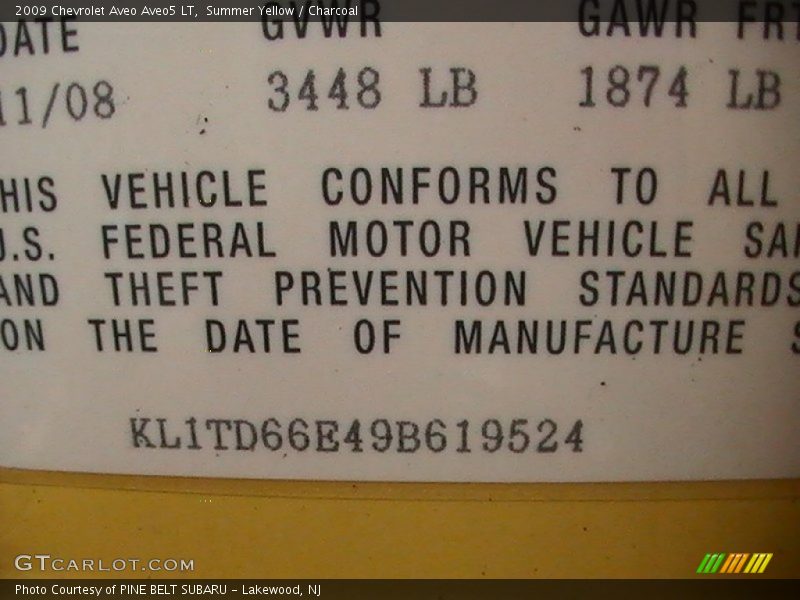 2009 Chevrolet Aveo Aveo5 LT, Summer Yellow / Charcoal
DATE GVWR GAWR FRT
11/08 3448 LB 1874 LB
HIS VEHICLE CONFORMS TO ALL
U.S. FEDERAL MOTOR VEHICLE SA
AND THEFT PREVENTION STANDARDS
ON THE DATE OF MANUFACTURE S
KL1TD66E49B619524
GTCARLOT.COM
Photo Courtesy of PINE BELT SUBARU - Lakewood, NJ